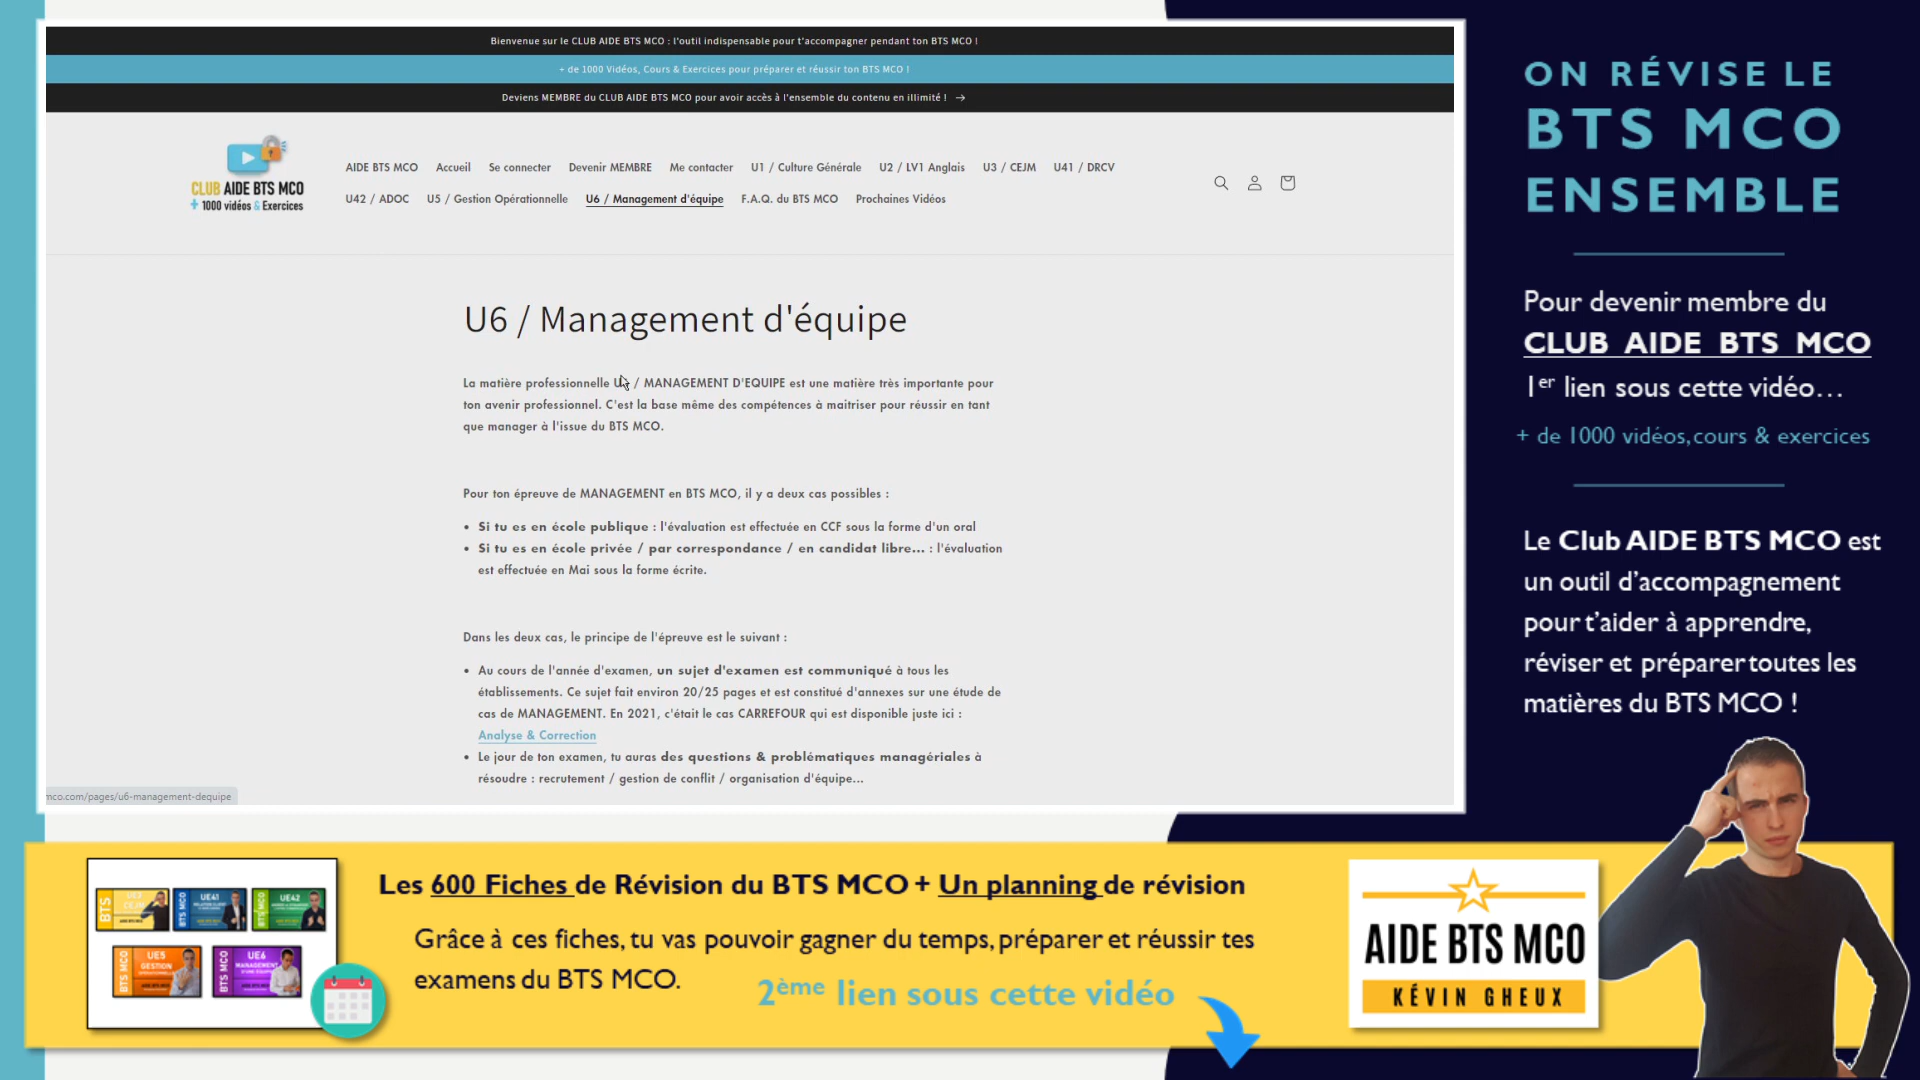 Bienvenue sur le CLUB AIDE BTS MCO : l'outil indispensable pour t'accompagner pendant ton BTS MCO !
+ de 1000 Vidéos, Cours & Exercices pour préparer et réussir ton BTS MCO !
Deviens MEMBRE du CLUB AIDE BTS MCO pour avoir accès à l'ensemble du contenu en illimité ! →
CLUB AIDE BTS MCO
+ 1000 vidéos & Exercices
AIDE BTS MCO Accueil Se connecter Devenir MEMBRE Me contacter U1 / Culture Générale U2 / LV1 Anglais U3 / CEJM U41 / DRCV
U42 / ADOC U5 / Gestion Opérationnelle U6 / Management d'équipe F.A.Q. du BTS MCO Prochaines Vidéos
U6 / Management d'équipe
La matière professionnelle U6 / MANAGEMENT D'EQUIPE est une matière très importante pour
ton avenir professionnel. C'est la base même des compétences à maitriser pour réussir en tant
que manager à l'issue du BTS MCO.
Pour ton épreuve de MANAGEMENT en BTS MCO, il y a deux cas possibles :
• Si tu es en école publique : l'évaluation est effectuée en CCF sous la forme d'un oral
• Si tu es en école privée / par correspondance / en candidat libre... : l'évaluation
est effectuée en Mai sous la forme écrite.
Dans les deux cas, le principe de l'épreuve est le suivant :
• Au cours de l'année d'examen, un sujet d'examen est communiqué à tous les
établissements. Ce sujet fait environ 20/25 pages et est constitué d'annexes sur une étude de
cas de MANAGEMENT. En 2021, c'était le cas CARREFOUR qui est disponible juste ici :
Analyse & Correction
• Le jour de ton examen, tu auras des questions & problématiques managériales à
résoudre : recrutement / gestion de conflit / organisation d'équipe...
mco.com/pages/u6-management-dequipe
ON RÉVISE LE
BTS MCO
ENSEMBLE
Pour devenir membre du
CLUB AIDE BTS MCO
1er lien sous cette vidéo…
+ de 1000 vidéos, cours & exercices
Le Club AIDE BTS MCO est
un outil d'accompagnement
pour t'aider à apprendre,
réviser et préparer toutes les
matières du BTS MCO !
BTS
BTS MCO UE41
BTS MCO UE42
BTS MCO UE5 GESTION
BTS MCO UE6 MANAGEMENT
Les 600 Fiches de Révision du BTS MCO + Un planning de révision
Grâce à ces fiches, tu vas pouvoir gagner du temps, préparer et réussir tes
examens du BTS MCO.
2ème lien sous cette vidéo
AIDE BTS MCO
KÉVIN GHEUX